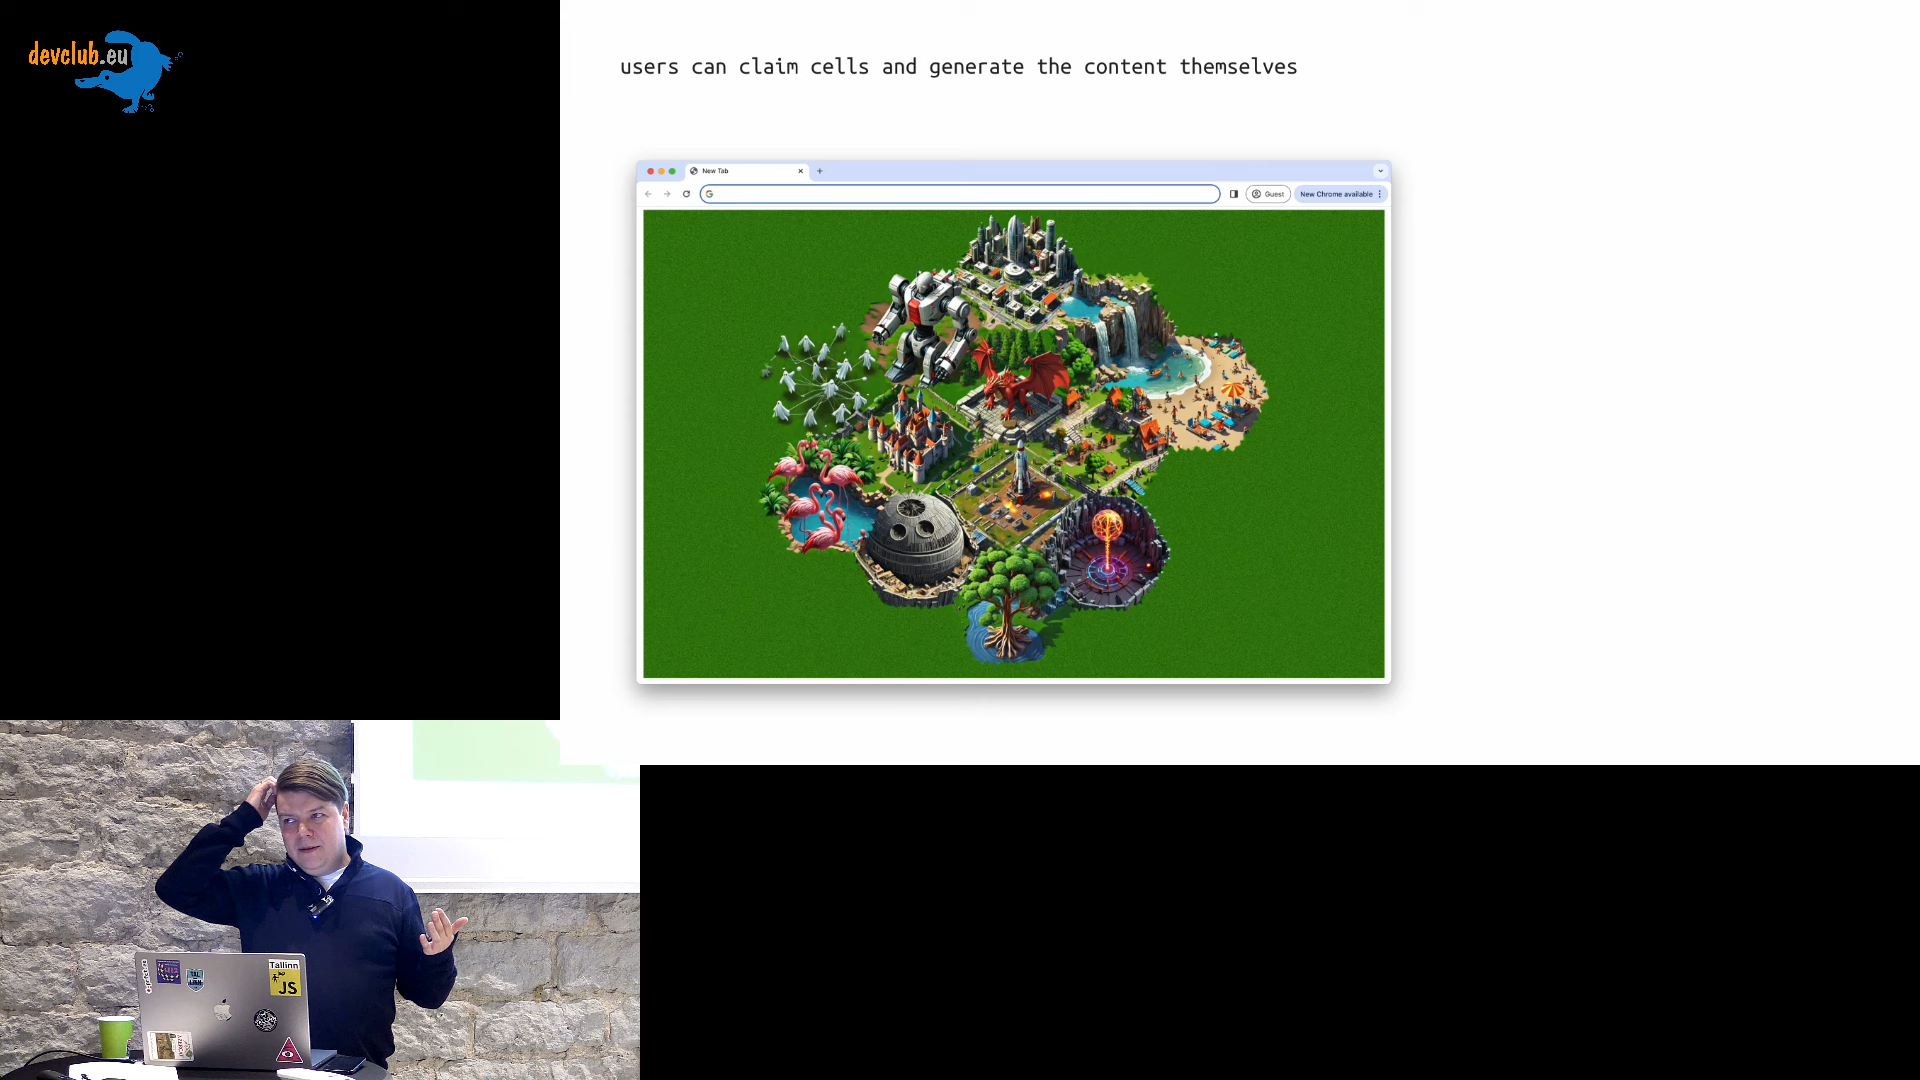 devclub.eu
users can claim cells and generate the content themselves
New Tab
Guest
New Chrome available
Tallinn
JS